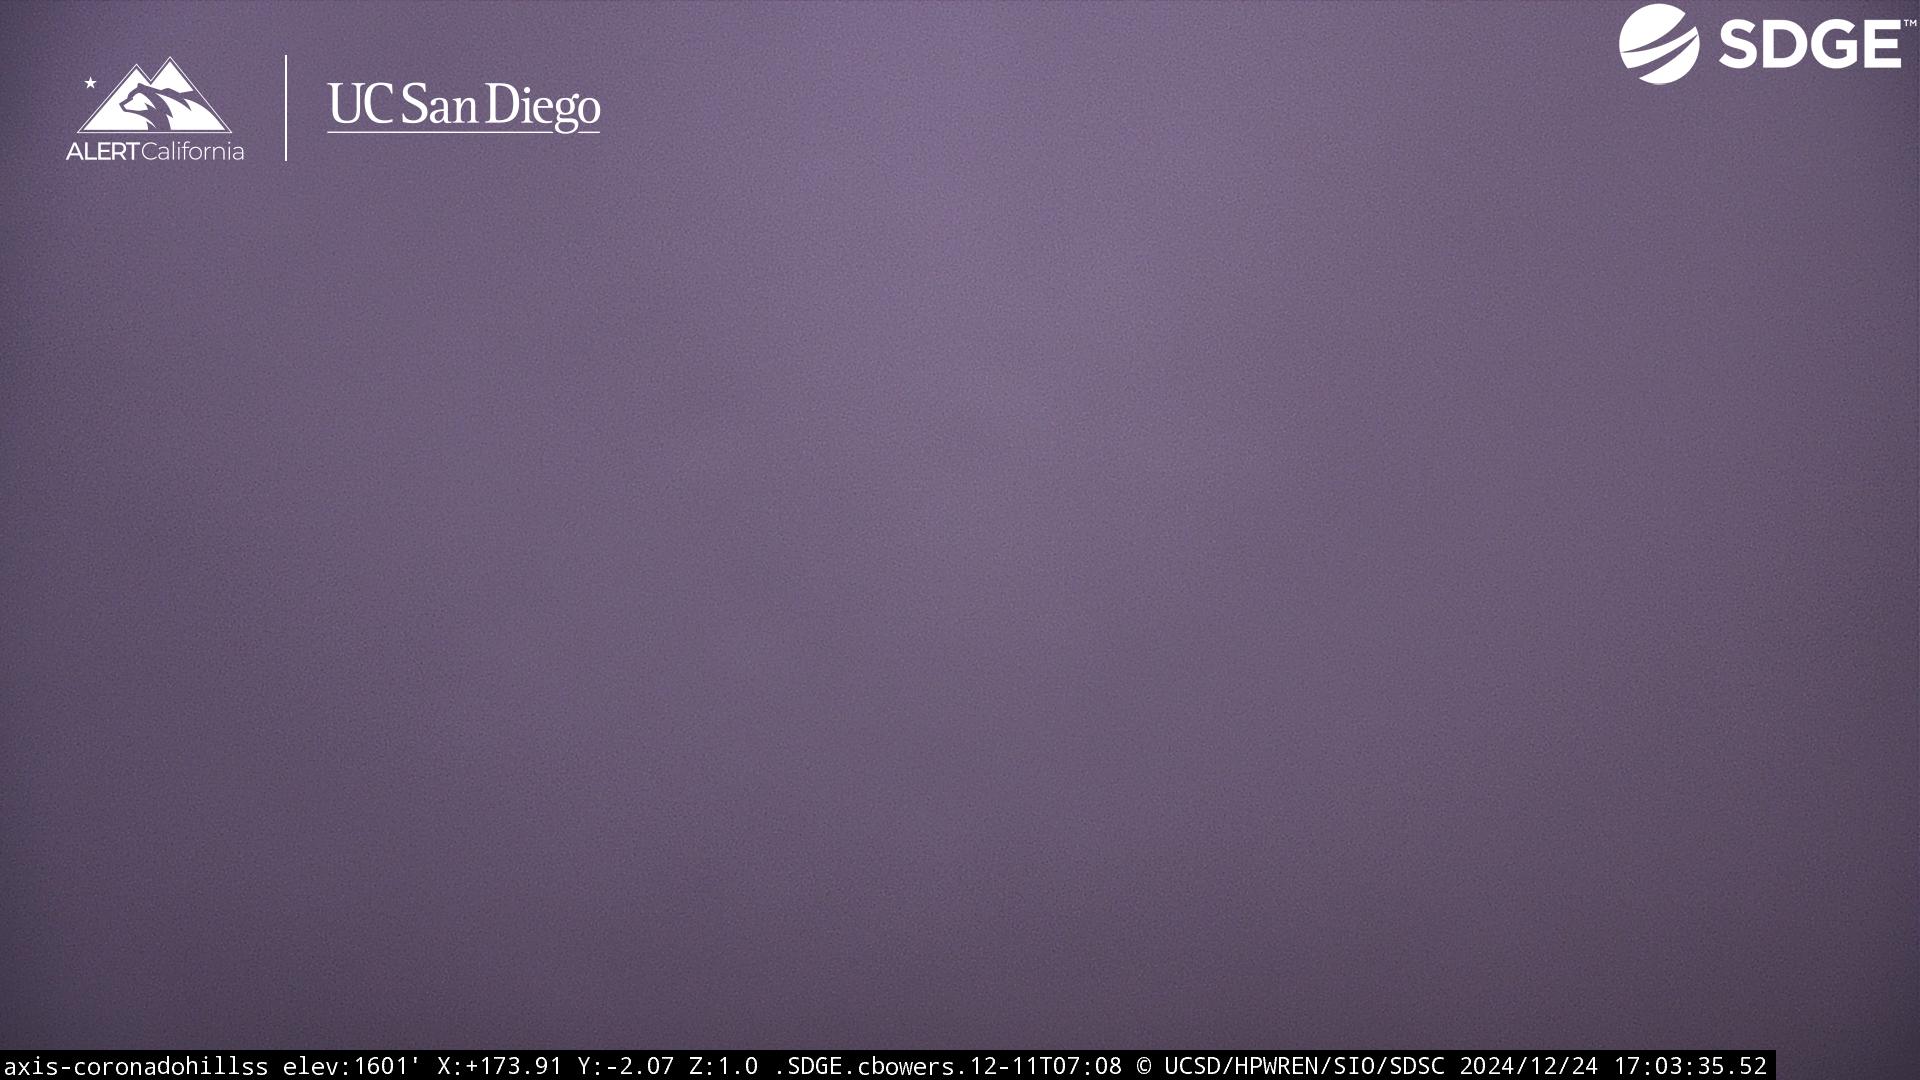 SDGE™
UC San Diego
ALERTCalifornia
axis-coronadohillss elev:1601' X:+173.91 Y:-2.07 Z:1.0 .SDGE.cbowers.12-11T07:08 © UCSD/HPWREN/SIO/SDSC 2024/12/24 17:03:35.52